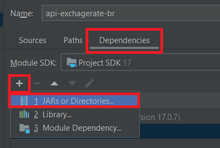 Name: api-exchagerate-br
Sources Paths Dependencies
Module SDK: Project SDK 17
1 JARs or Directories...
2 Library...
3 Module Dependency...
17.0.7)